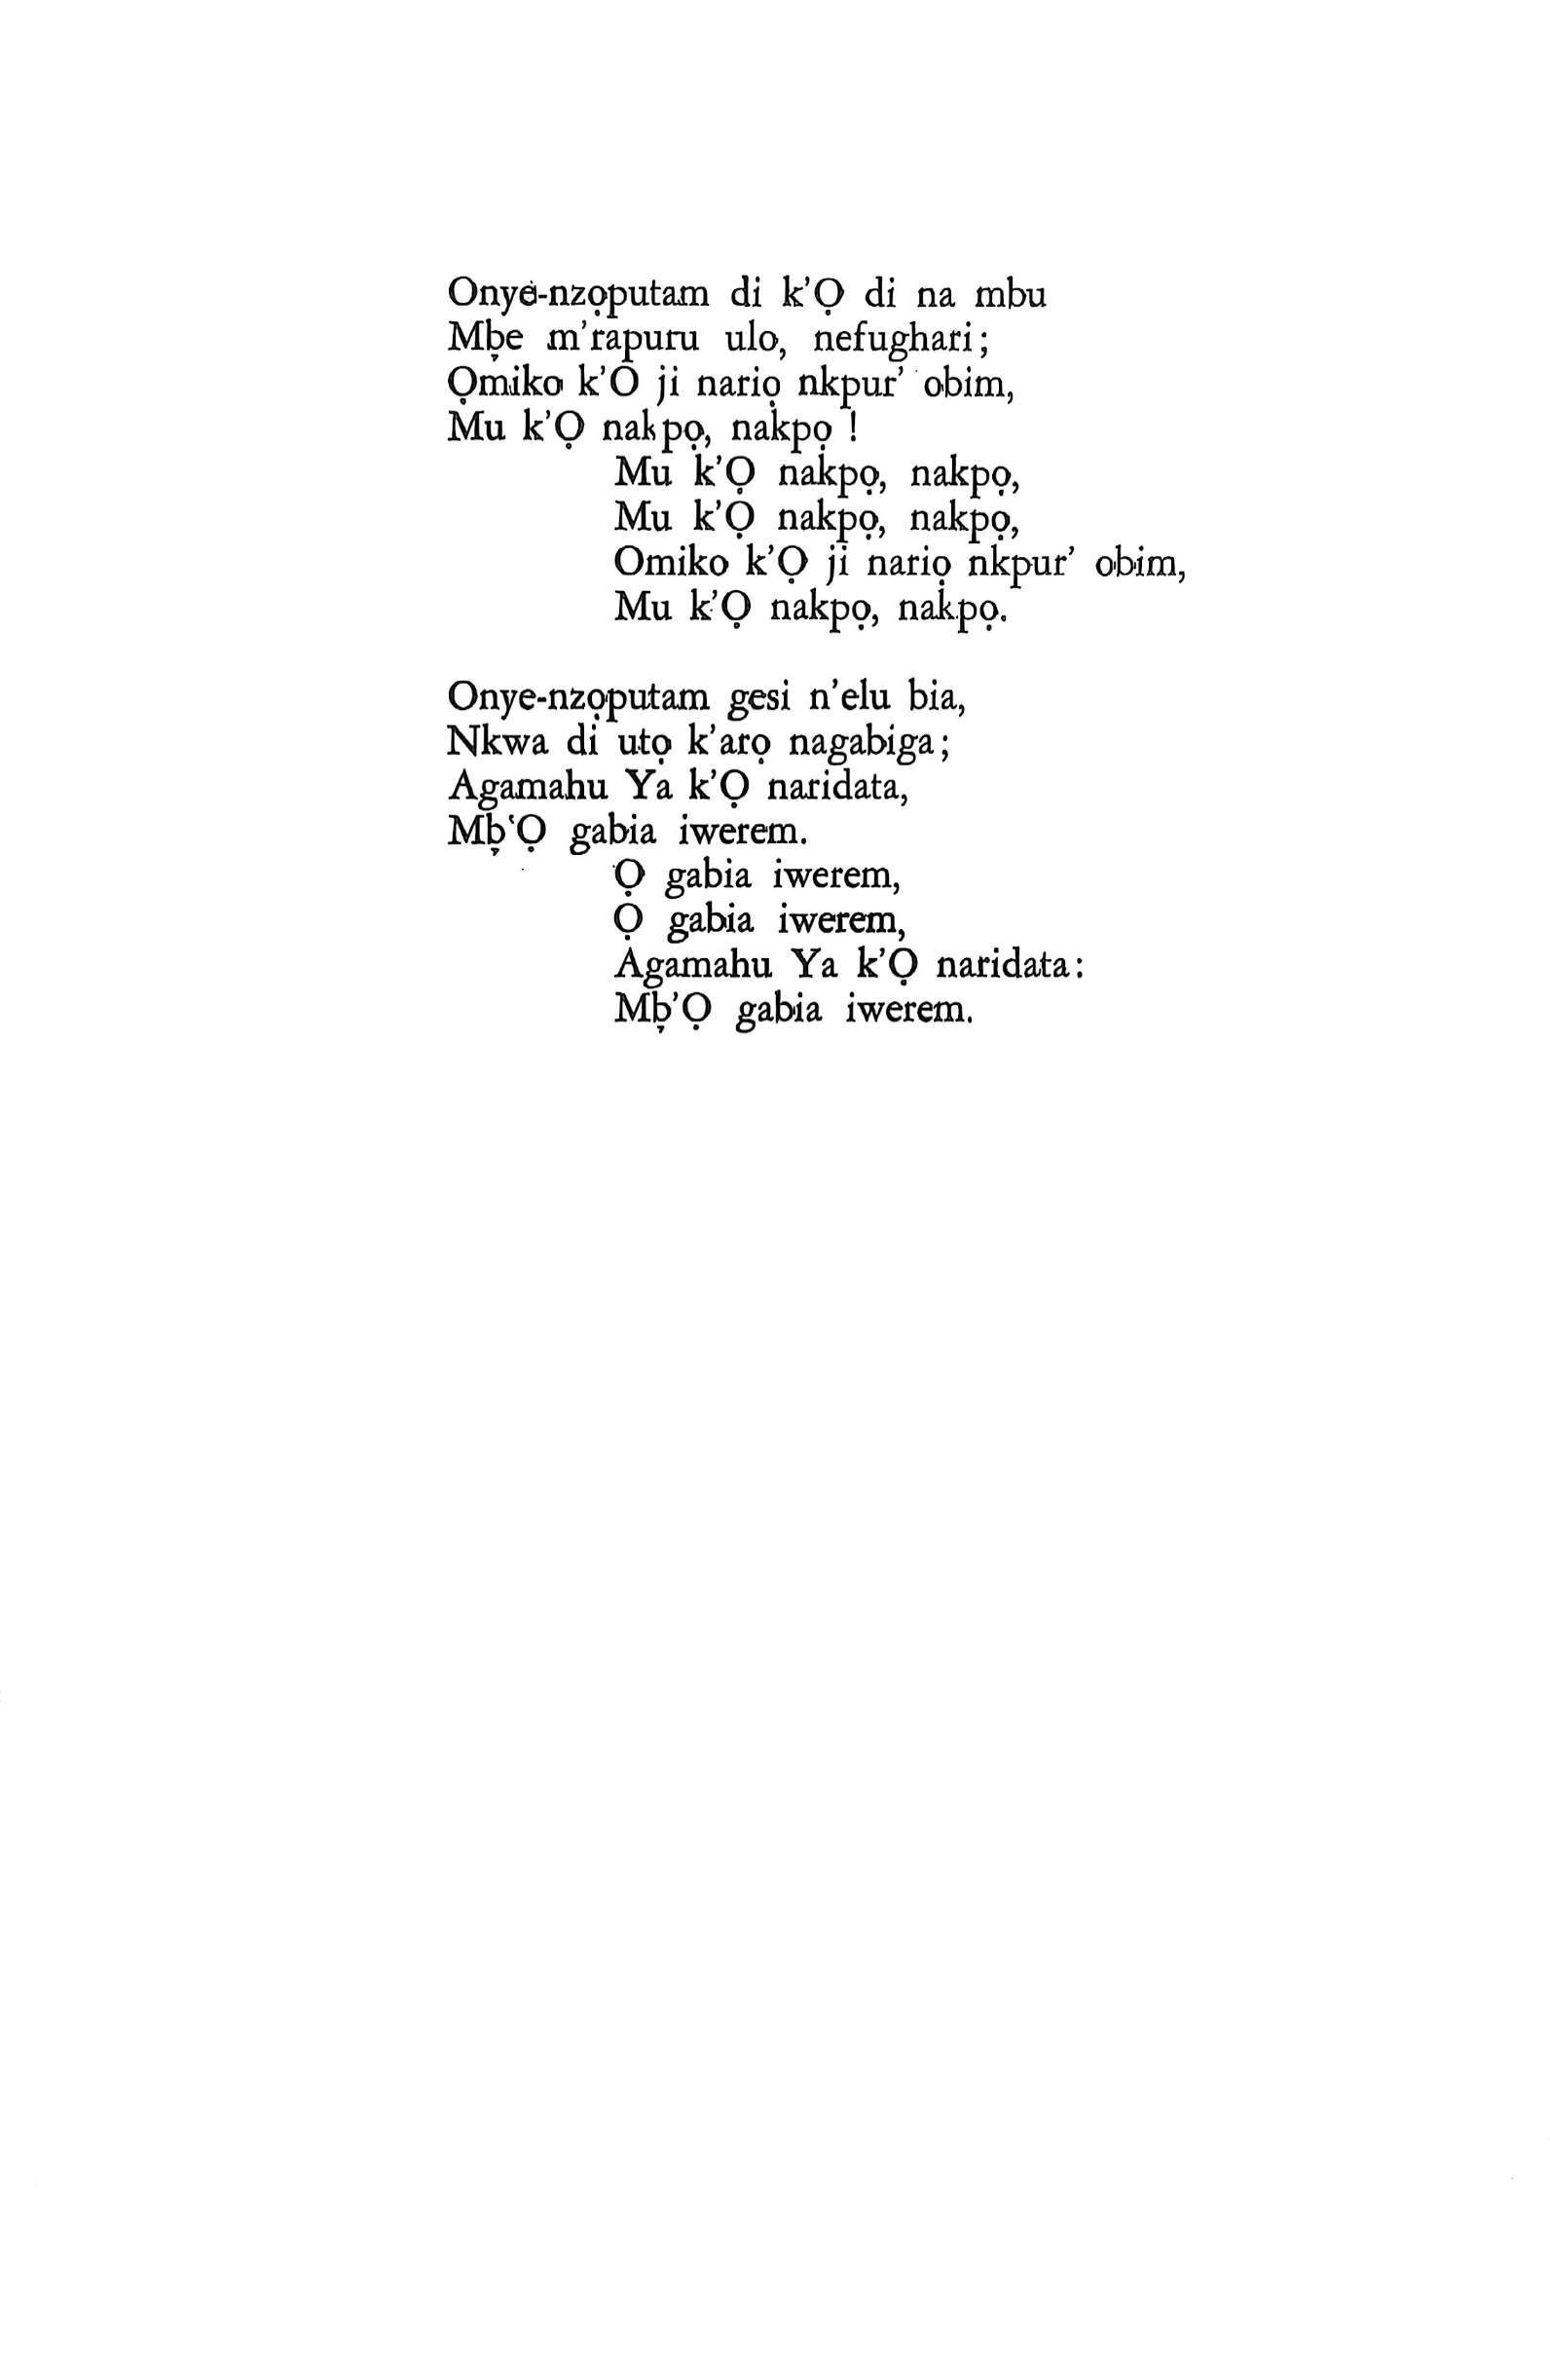 Onye-nzọputam di k'Ọ di na mbu
Mb̦e m'rapuru ulo, nefughari;
Ọmiko k'O ji nariọ nkpur' obim,
Mu k'Ọ nakpọ, nakpọ !
Mu k'Ọ nakpọ, nakpọ,
Mu k'Ọ nakpọ, nakpọ,
Omiko k'Ọ ji nariọ nkpur' obim,
Mu k'Ọ nakpọ, nakpọ.
Onye-nzọputam gesi n'elu bia,
Nkwa di utọ k'arọ nagabiga;
Agamahu Ya k'Ọ naridata,
Mb̦‘Ọ gabia iwerem.
Ọ gabia iwerem,
Ọ gabia iwerem,
Agamahu Ya k'Ọ naridata:
Mb̦'Ọ gabia iwerem.